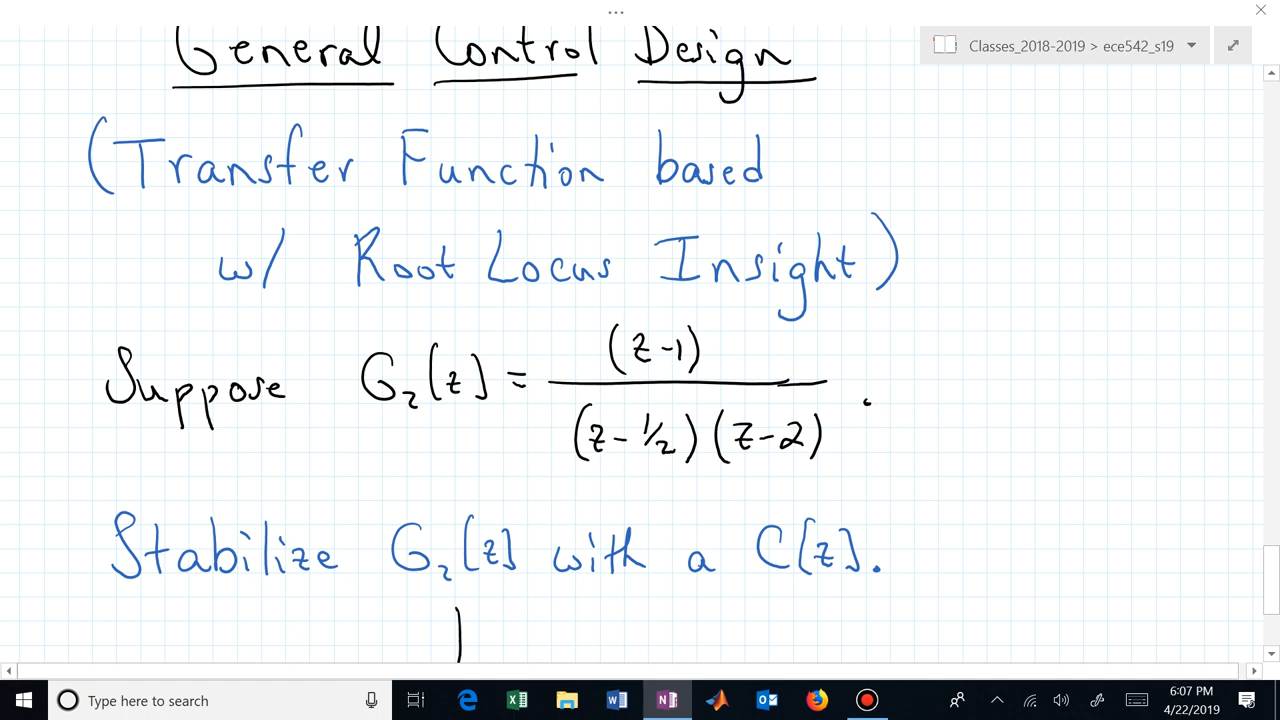 ...
Classes_2018-2019 > ece542_s19
General Control Design
(Transfer Function based
w/ Root Locus Insight)
Suppose G₂[z] = (z-1) / (z-1/2)(z-2) .
Stabilize G₂[z] with a C[z].
Type here to search
6:07 PM
4/22/2019